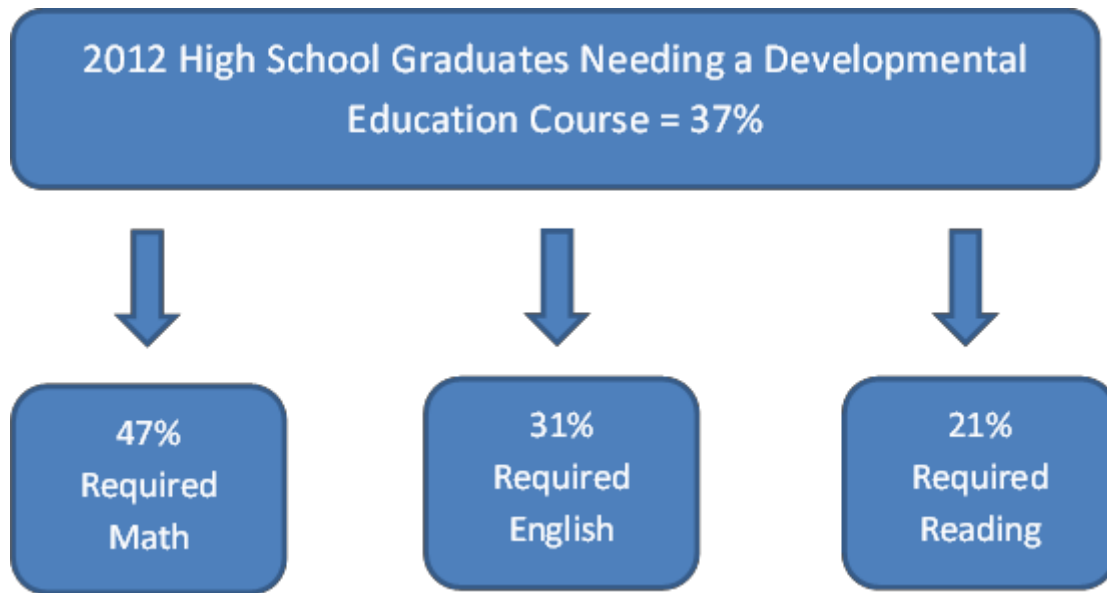 2012 High School Graduates Needing a Developmental
Education Course = 37%
47%
Required
Math
31%
Required
English
21%
Required
Reading